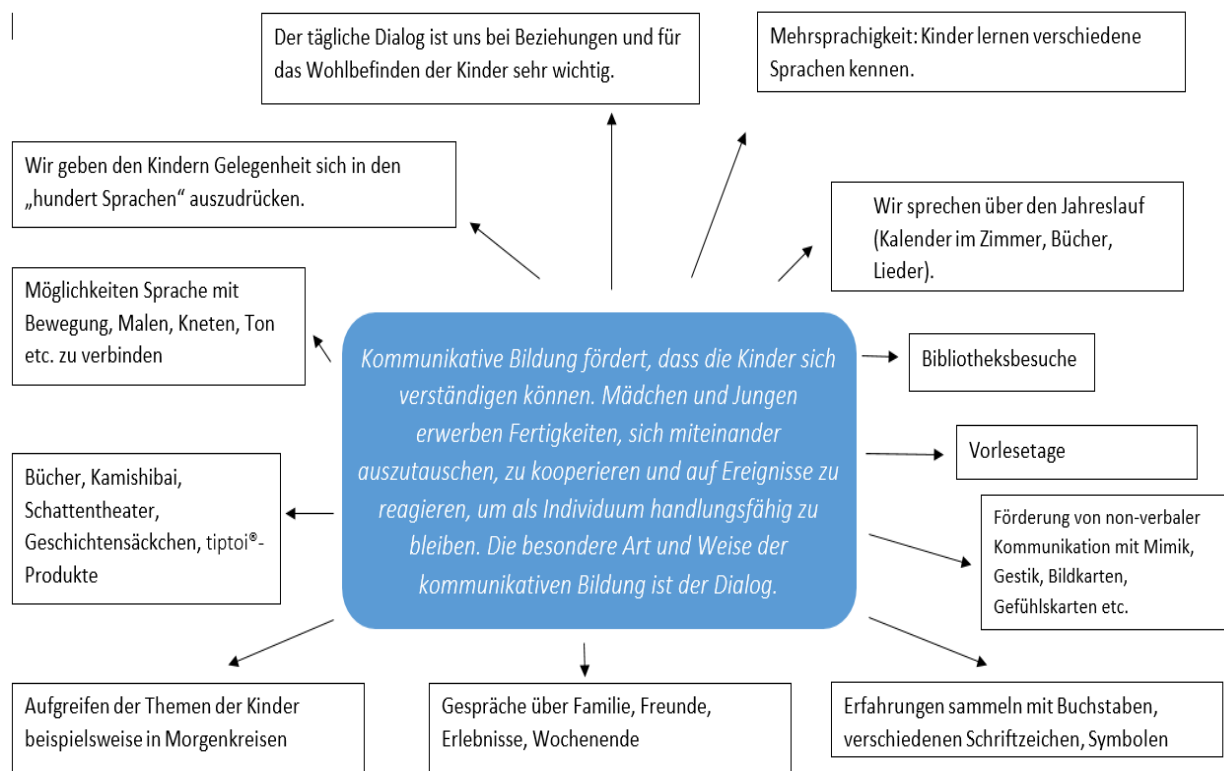 Der tägliche Dialog ist uns bei Beziehungen und für
das Wohlbefinden der Kinder sehr wichtig.
Mehrsprachigkeit: Kinder lernen verschiedene
Sprachen kennen.
Wir geben den Kindern Gelegenheit sich in den
„hundert Sprachen“ auszudrücken.
Wir sprechen über den Jahreslauf
(Kalender im Zimmer, Bücher,
Lieder).
Möglichkeiten Sprache mit
Bewegung, Malen, Kneten, Ton
etc. zu verbinden
Kommunikative Bildung fördert, dass die Kinder sich
verständigen können. Mädchen und Jungen
erwerben Fertigkeiten, sich miteinander
auszutauschen, zu kooperieren und auf Ereignisse zu
reagieren, um als Individuum handlungsfähig zu
bleiben. Die besondere Art und Weise der
kommunikativen Bildung ist der Dialog.
Bibliotheksbesuche
Vorlesetage
Bücher, Kamishibai,
Schattentheater,
Geschichtensäckchen, tiptoi®-
Produkte
Förderung von non-verbaler
Kommunikation mit Mimik,
Gestik, Bildkarten,
Gefühlskarten etc.
Aufgreifen der Themen der Kinder
beispielsweise in Morgenkreisen
Gespräche über Familie, Freunde,
Erlebnisse, Wochenende
Erfahrungen sammeln mit Buchstaben,
verschiedenen Schriftzeichen, Symbolen